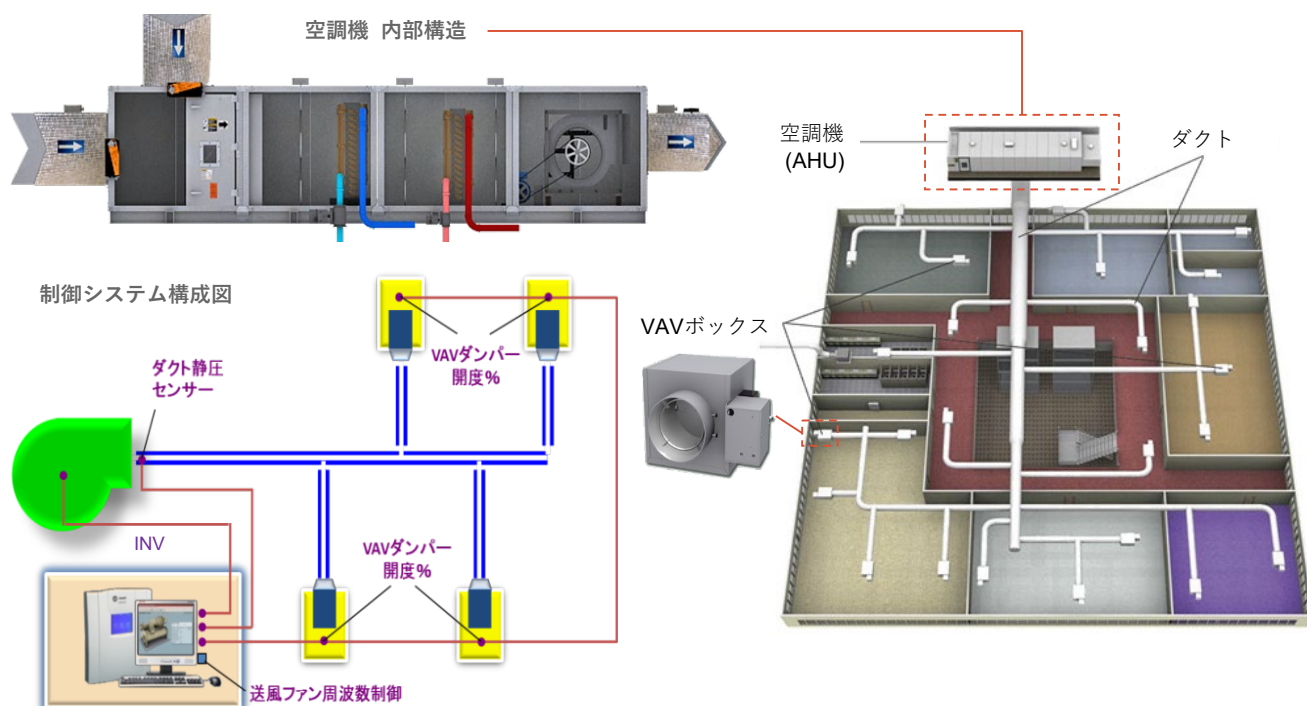 空調機 内部構造
空調機
(AHU)
ダクト
VAVボックス
制御システム構成図
ダクト静圧
センサー
VAVダンパー
開度%
INV
VAVダンパー
開度%
送風ファン周波数制御